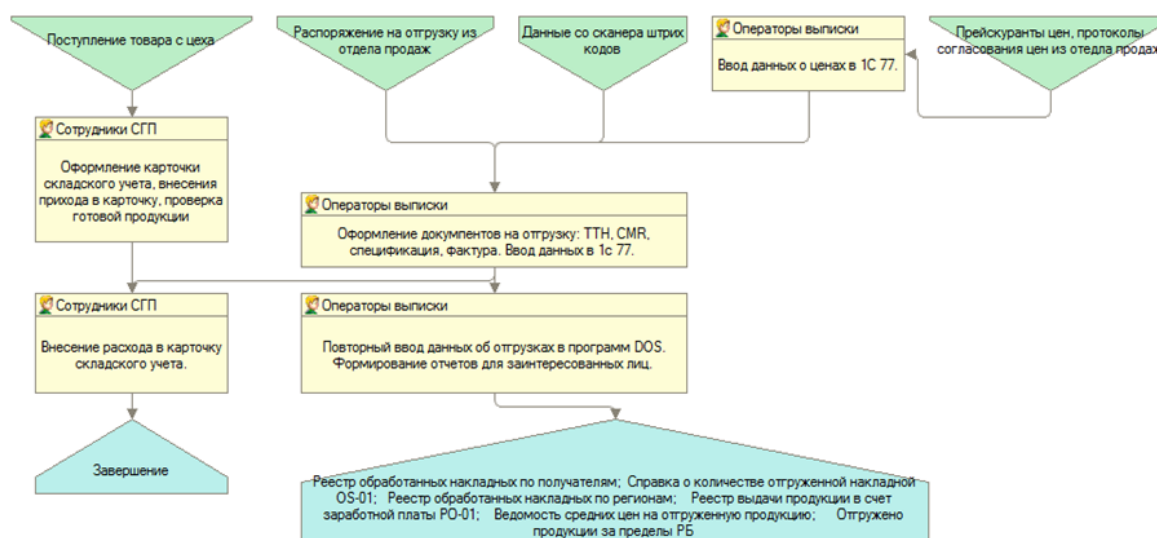 Поступление товара с цеха
Распоряжение на отгрузку из
отдела продаж
Данные со сканера штрих
кодов
Операторы выписки
Ввод данных о ценах в 1С 77.
Прейскуранты цен, протоколы
согласования цен из отедла продаж
Сотрудники СГП
Оформление карточки
складского учета, внесения
прихода в карточку, проверка
готовой продукции
Операторы выписки
Оформление докумпентов на отгрузку: ТТН, CMR,
спецификация, фактура. Ввод данных в 1с 77.
Сотрудники СГП
Внесение расхода в карточку
складского учета.
Операторы выписки
Повторный ввод данных об отгрузках в программ DOS.
Формирование отчетов для заинтересованных лиц.
Завершение
Реестр обработанных накладных по получателям; Справка о количестве отгруженной накладной
OS-01; Реестр обработанных накладных по регионам; Реестр выдачи продукции в счет
заработной платы PO-01; Ведомость средних цен на отгруженную продукцию; Отгружено
продукции за пределы РБ